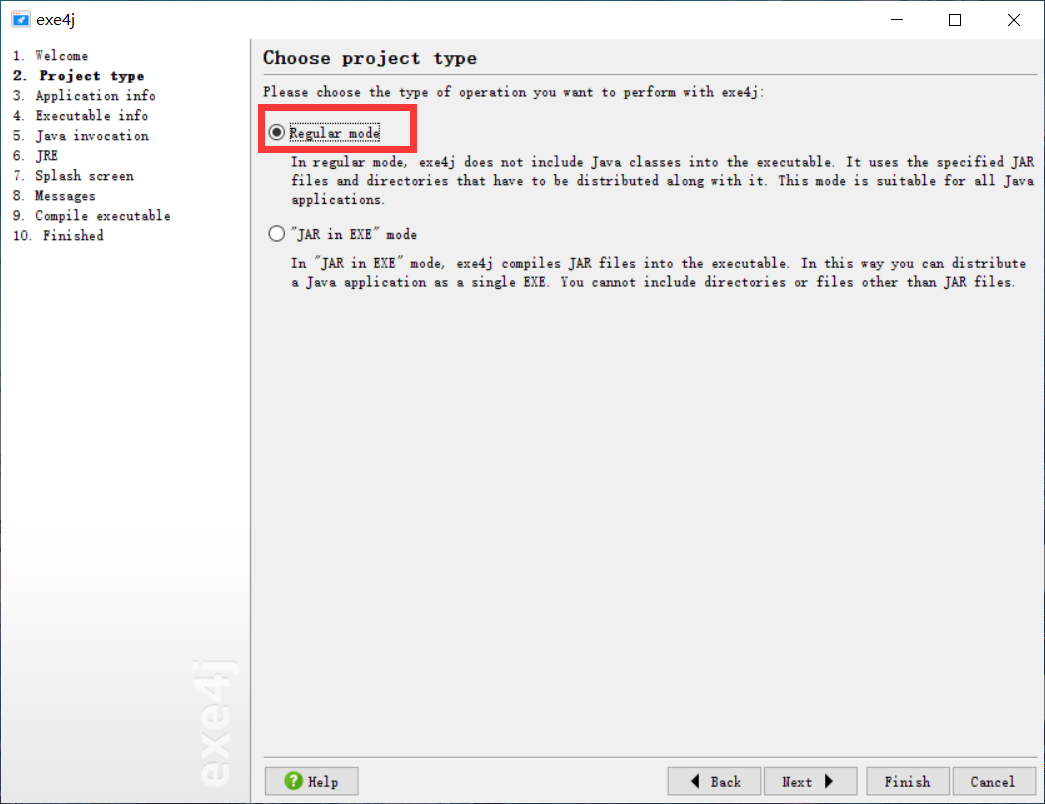 exe4j
1. Welcome
2. Project type
3. Application info
4. Executable info
5. Java invocation
6. JRE
7. Splash screen
8. Messages
9. Compile executable
10. Finished
exe4j
Choose project type
Please choose the type of operation you want to perform with exe4j:
Regular mode
In regular mode, exe4j does not include Java classes into the executable. It uses the specified JAR
files and directories that have to be distributed along with it. This mode is suitable for all Java
applications.
"JAR in EXE" mode
In "JAR in EXE" mode, exe4j compiles JAR files into the executable. In this way you can distribute
a Java application as a single EXE. You cannot include directories or files other than JAR files.
Help
Back
Next
Finish
Cancel